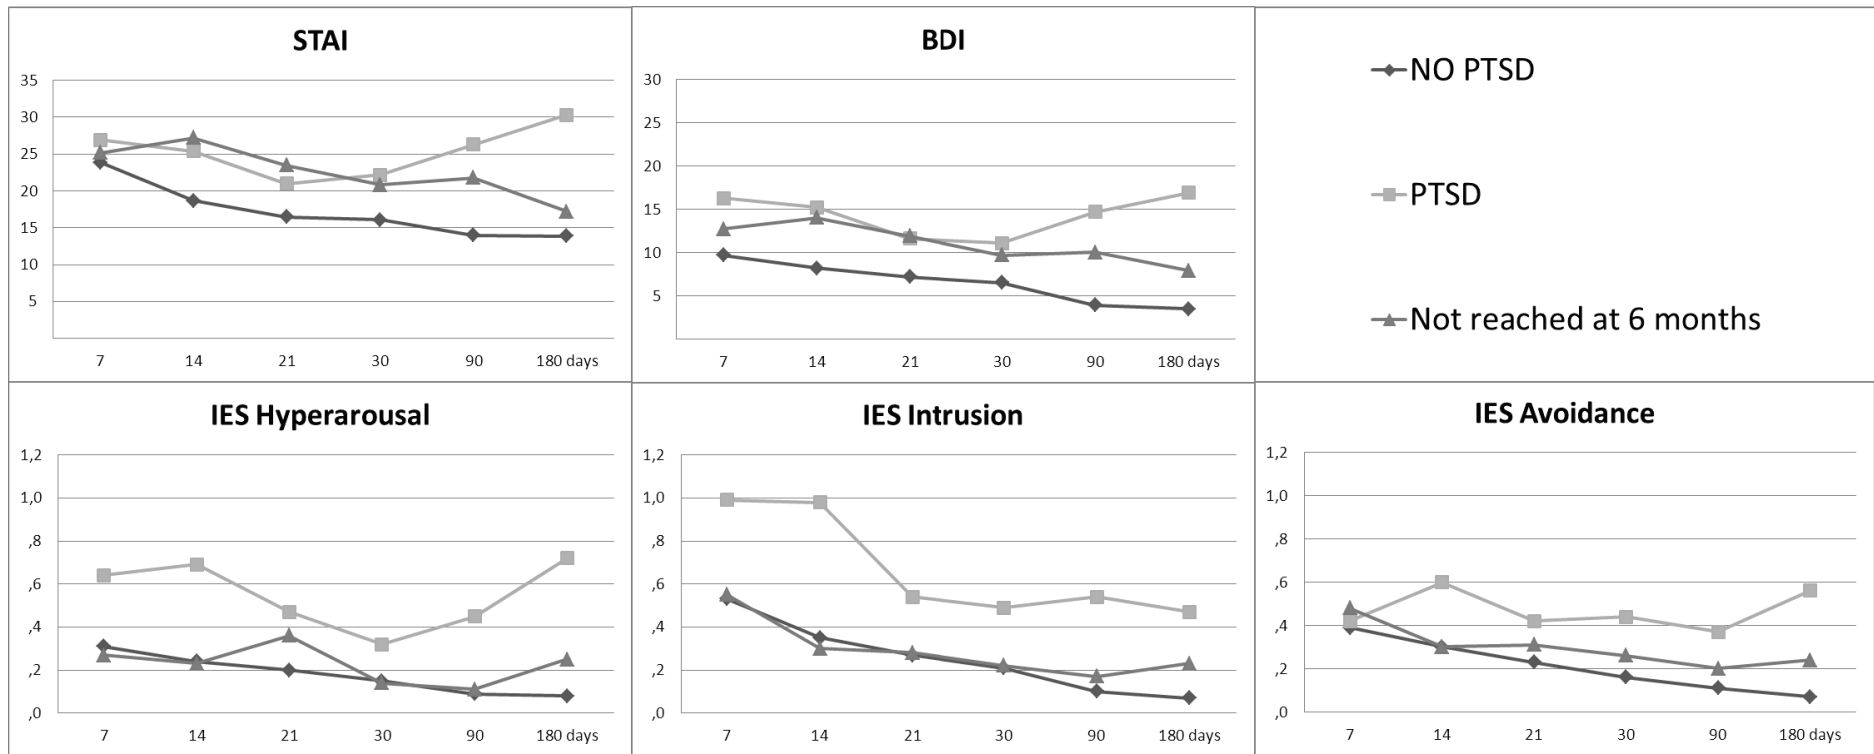 STAI
35
30
25
20
15
10
5
7 14 21 30 90 180 days
BDI
30
25
20
15
10
5
7 14 21 30 90 180 days
NO PTSD
PTSD
Not reached at 6 months
IES Hyperarousal
1,2
1,0
,8
,6
,4
,2
,0
7 14 21 30 90 180 days
IES Intrusion
1,2
1,0
,8
,6
,4
,2
,0
7 14 21 30 90 180 days
IES Avoidance
1,2
1,0
,8
,6
,4
,2
,0
7 14 21 30 90 180 days